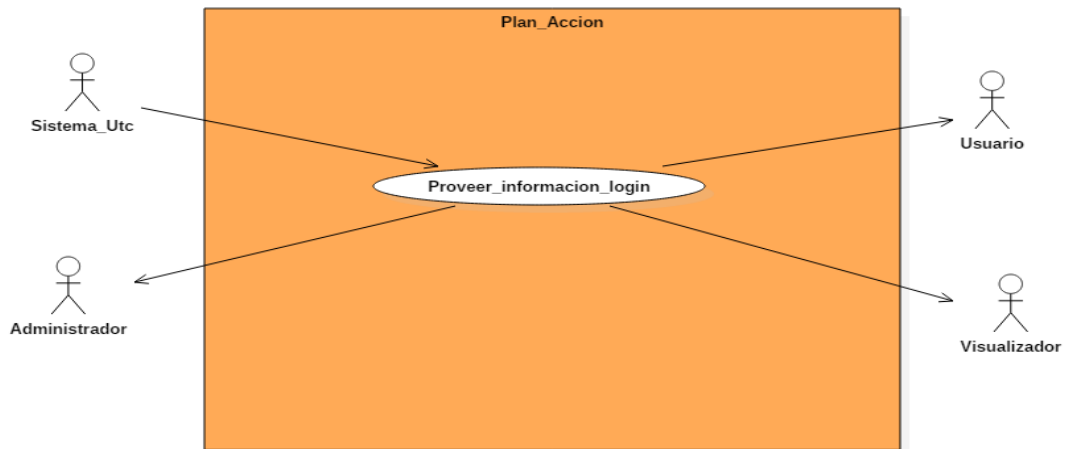 Plan_Accion
Sistema_Utc
Usuario
Proveer_informacion_login
Administrador
Visualizador